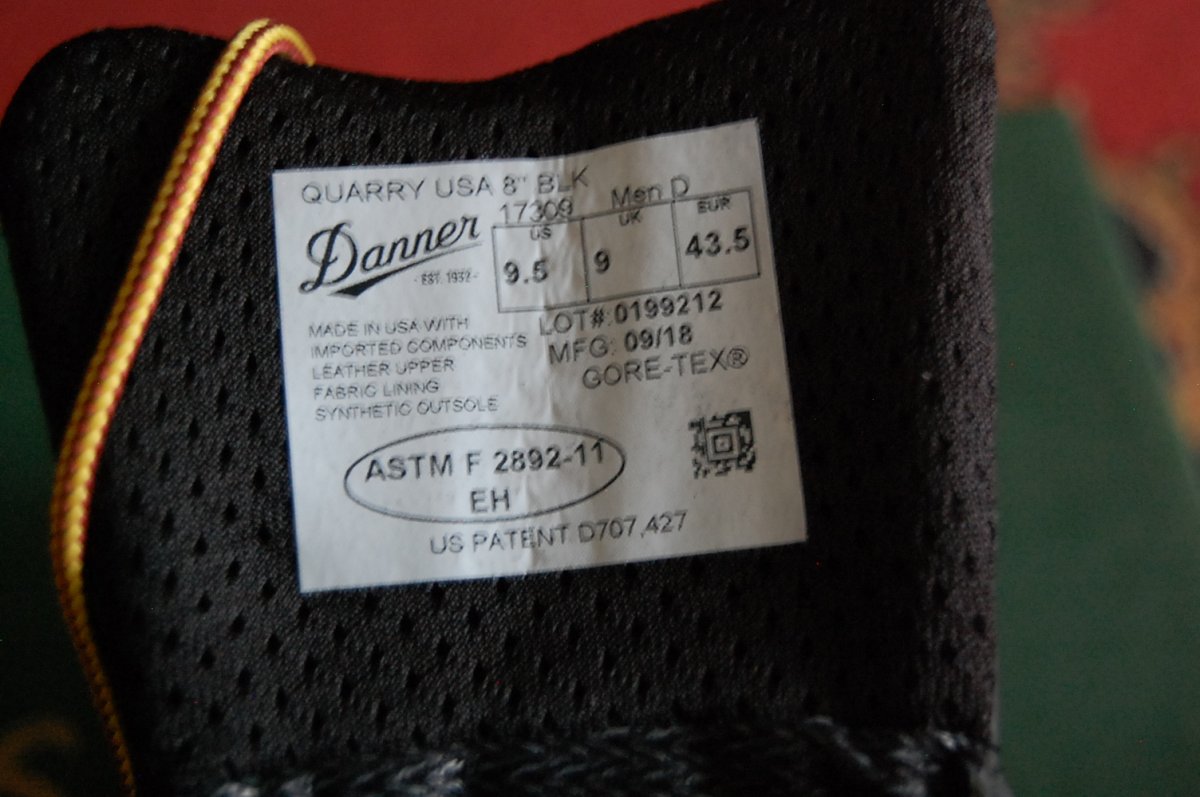 QUARRY USA 8" BLK
17309 Men D
Danner
- EST. 1932 -
US UK EUR
9.5 9 43.5
MADE IN USA WITH
IMPORTED COMPONENTS
LEATHER UPPER
FABRIC LINING
SYNTHETIC OUTSOLE
LOT#:0199212
MFG: 09/18
GORE-TEX®
ASTM F 2892-11
EH
US PATENT D707,427